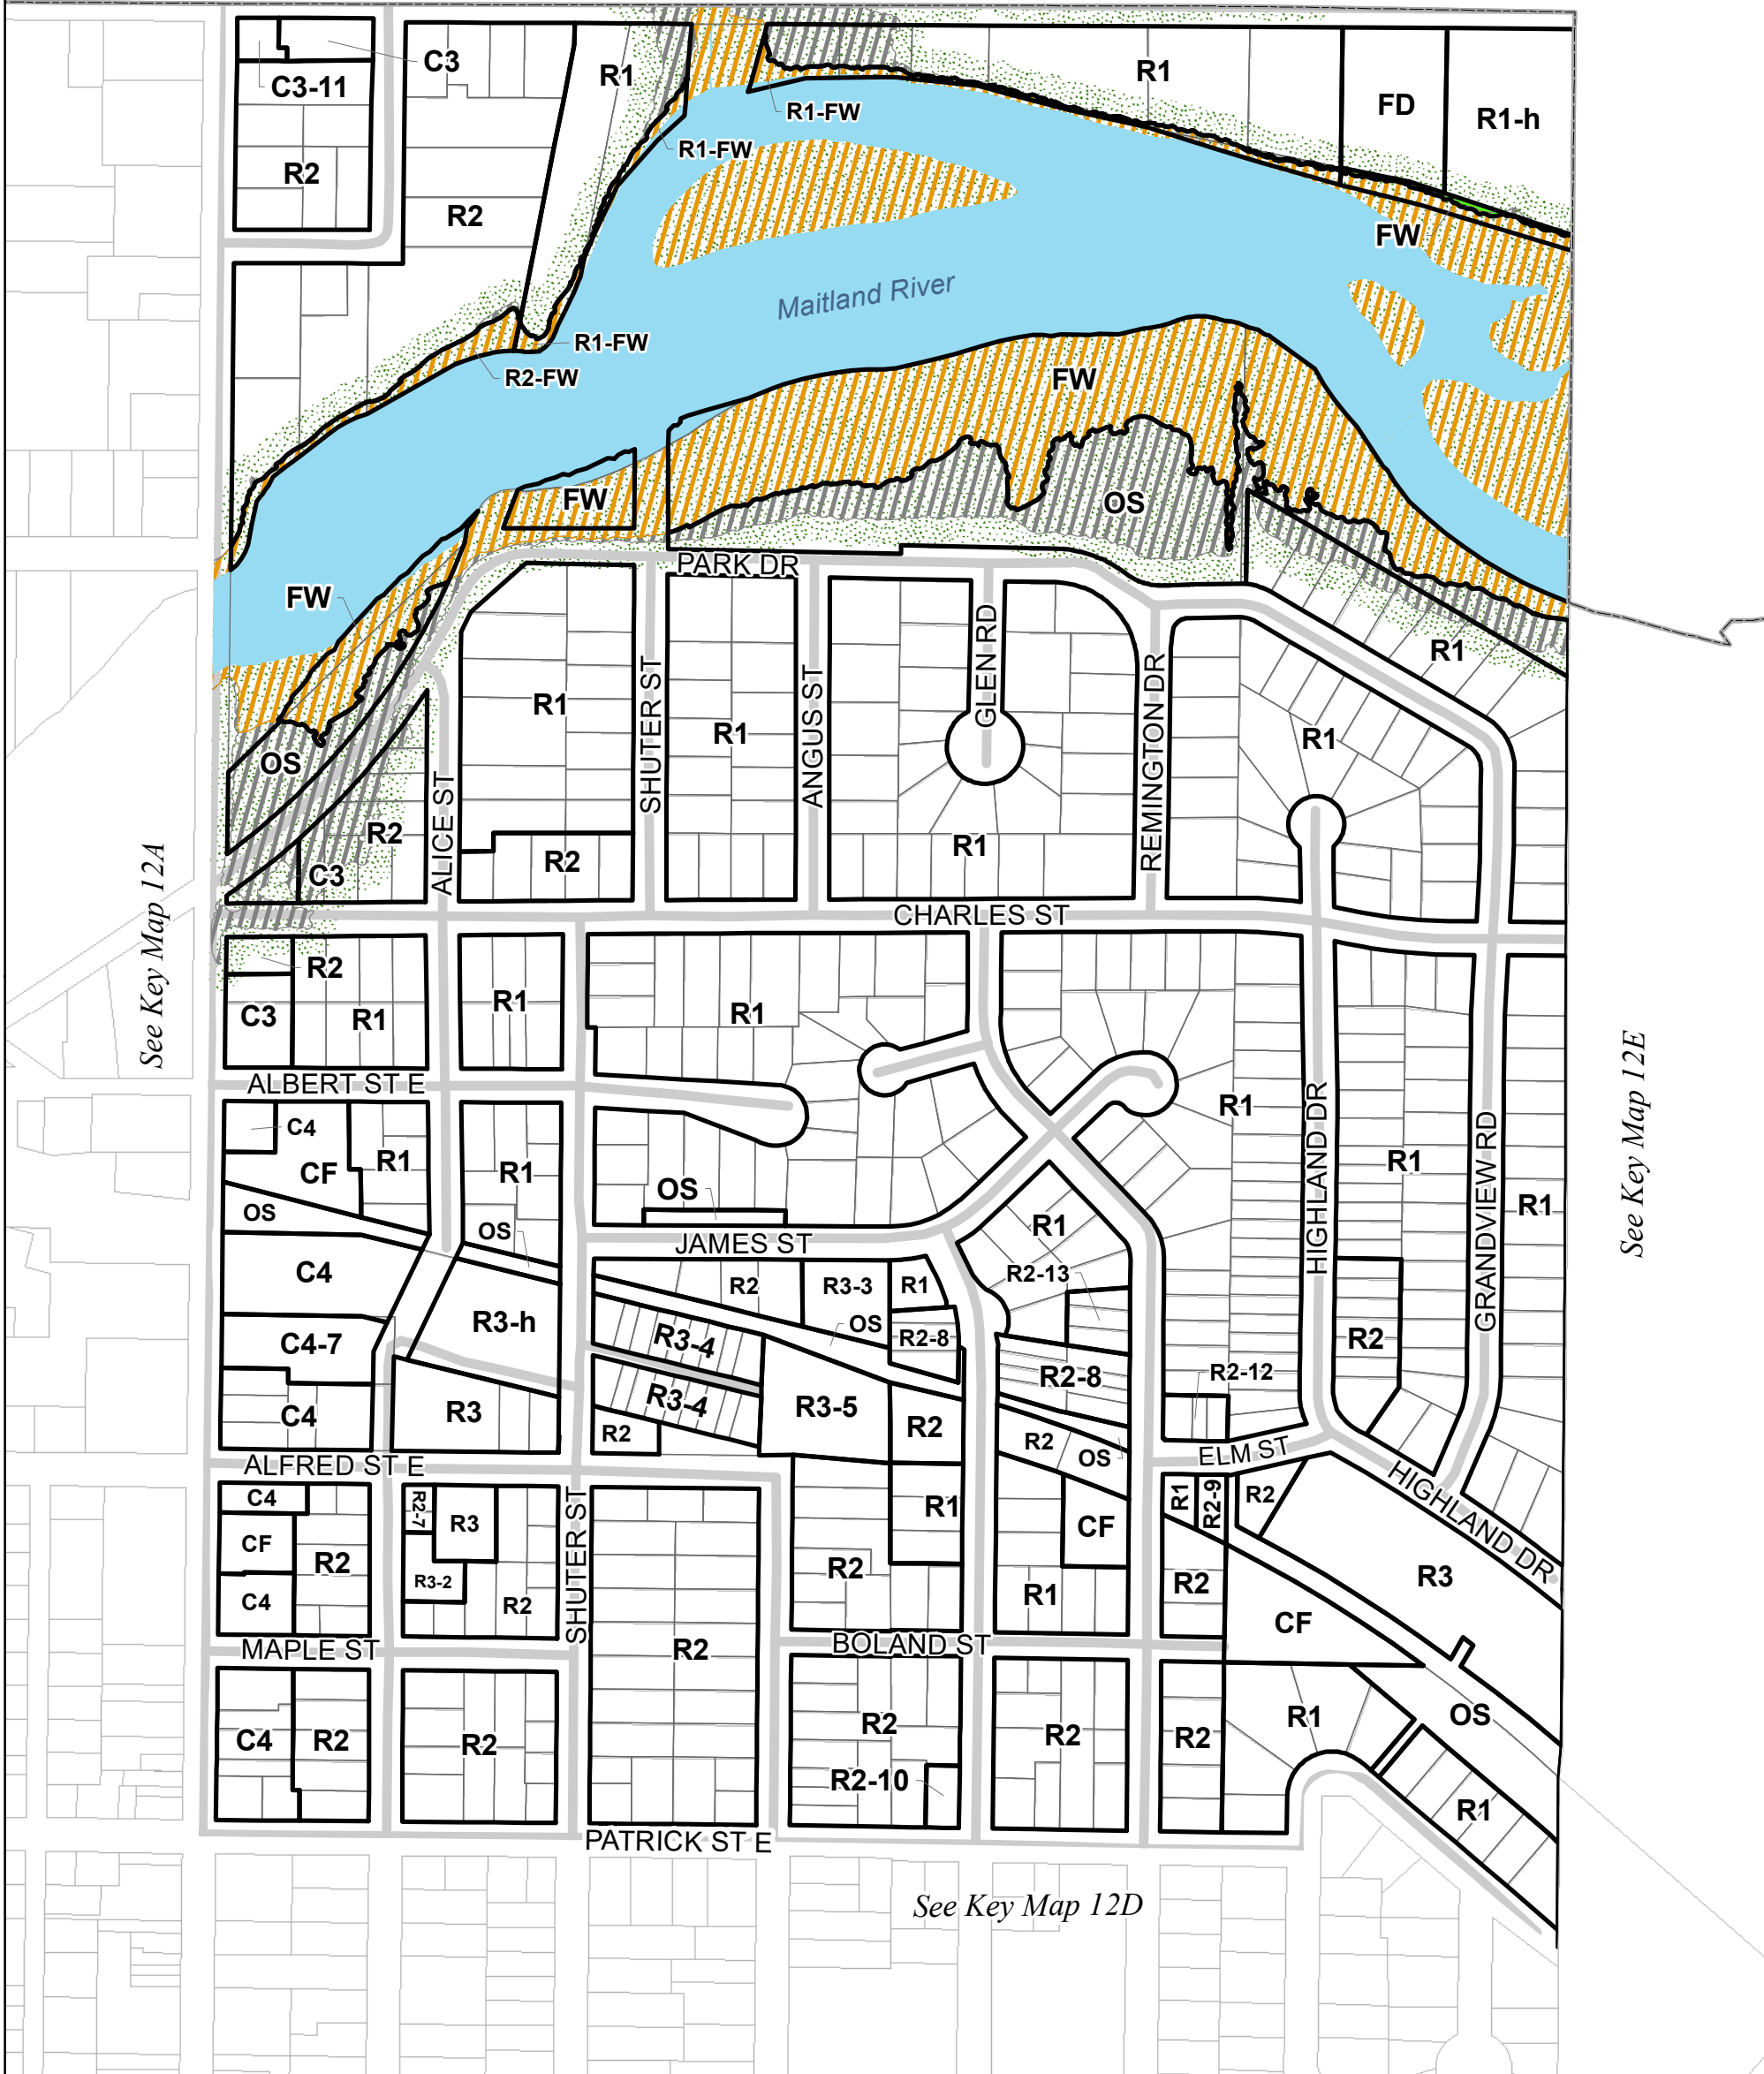 C3
R1
R1
C3-11
FD
R1-FW
R1-h
R1-FW
R2
R2
FW
Maitland River
R1-FW
R2-FW
FW
FW
OS
PARK DR
FW
GLEN RD
R1
SHUTER ST
ANGUS ST
REMINGTON DR
R1
R1
R1
OS
ALICE ST
R2
R1
R2
C3
CHARLES ST
See Key Map 12A
R2
R1
C3
R1
R1
ALBERT ST E
R1
HIGHLAND DR
See Key Map 12E
C4
R1
R1
CF
R1
GRANDVIEW RD
OS
R1
OS
OS
R1
JAMES ST
C4
R2
R3-3
R1
R2-13
R3-h
OS
R2-8
R2
C4-7
R3-4
R2-12
R2-8
R3-4
R3-5
C4
R3
R2
R2
R2
OS
ELM ST
ALFRED ST E
HIGHLAND DR
C4
R2-7
R3
SHUTER ST
R1
R1
R2-9
R2
CF
CF
R2
R2
R3
R3-2
R2
C4
R2
R1
R2
CF
MAPLE ST
R2
BOLAND ST
C4
R2
R2
R2
R2
R2
R1
OS
R2-10
R1
PATRICK ST E
See Key Map 12D